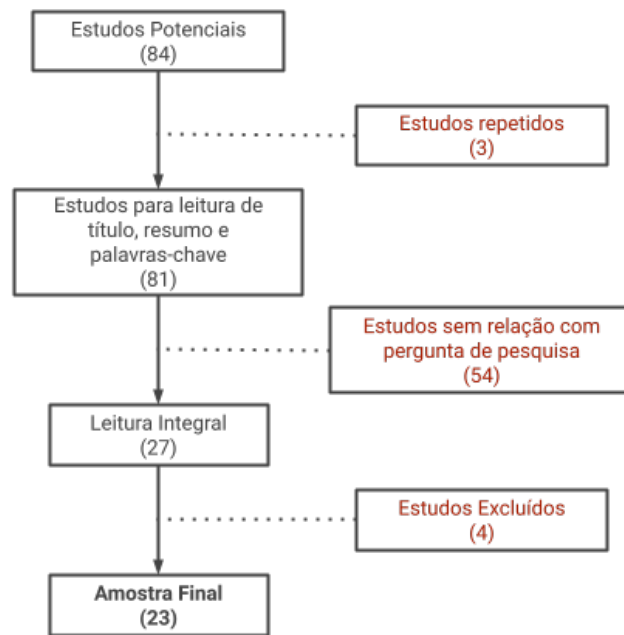 Estudos Potenciais
(84)
Estudos repetidos
(3)
Estudos para leitura de
título, resumo e
palavras-chave
(81)
Estudos sem relação com
pergunta de pesquisa
(54)
Leitura Integral
(27)
Estudos Excluídos
(4)
Amostra Final
(23)